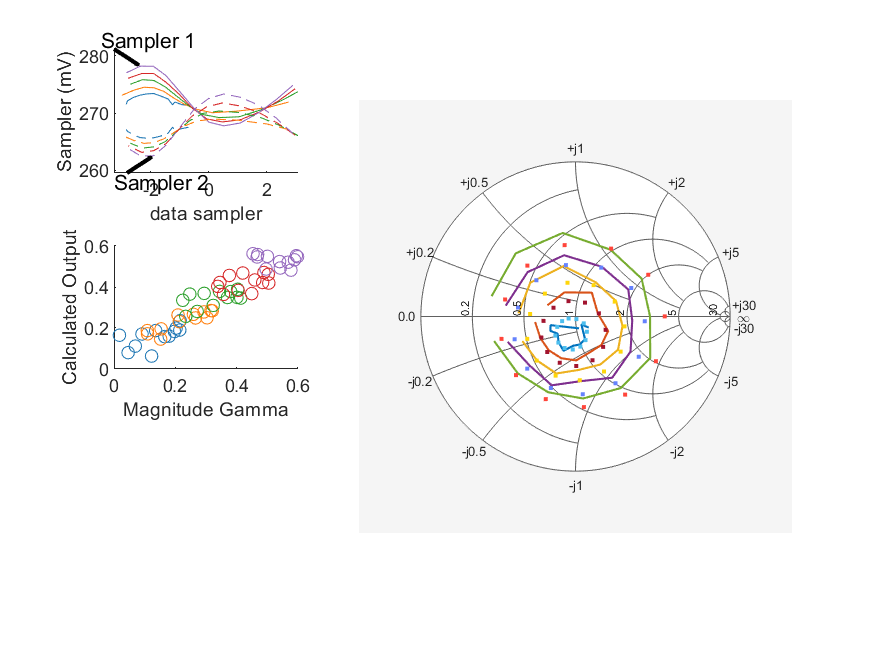 Sampler 1
280
270
260
Sampler (mV)
Sampler 2
-2 0 2
data sampler
0.6
0.4
0.2
0
Calculated Output
0 0.2 0.4 0.6
Magnitude Gamma
+j1
+j0.5 +j2
+j0.2 +j5
0.0 0.2 0.5 1 2 5 30 +j30
∞
-j30
-j0.2 -j5
-j0.5 -j2
-j1